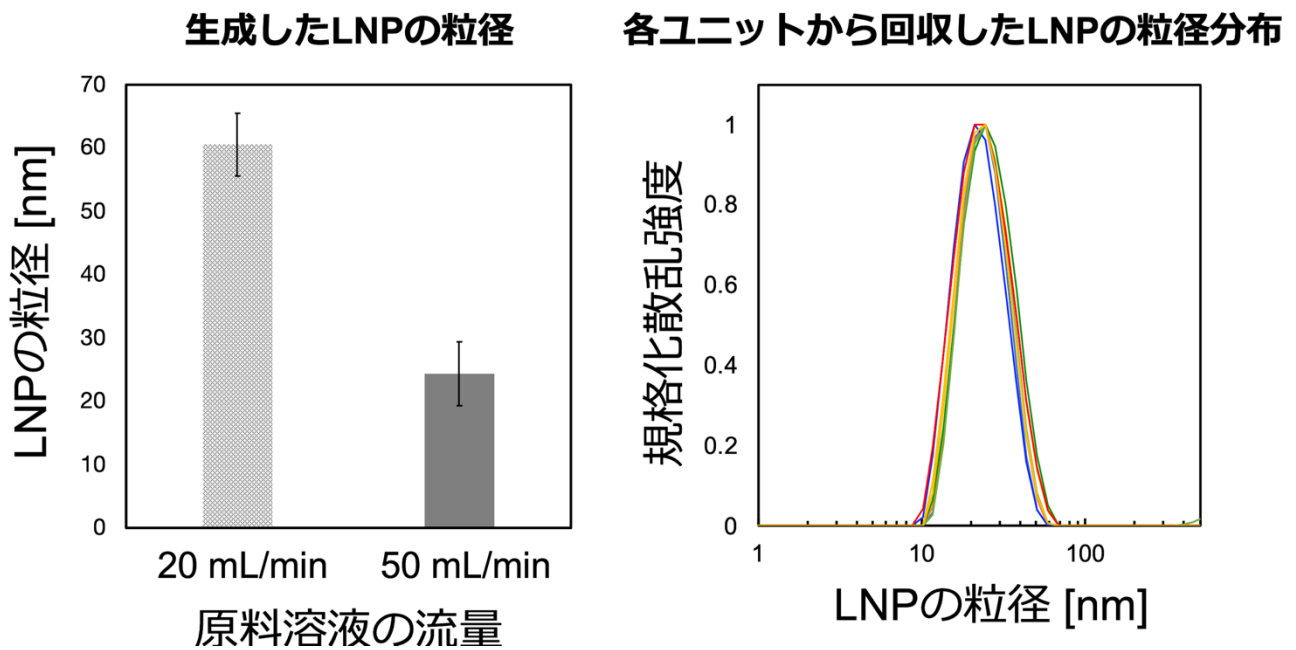 生成したLNPの粒径
LNPの粒径 [nm]
70
60
50
40
30
20
10
0
20 mL/min
50 mL/min
原料溶液の流量
各ユニットから回収したLNPの粒径分布
規格化散乱強度
1
0.8
0.6
0.4
0.2
0
1
10
100
LNPの粒径 [nm]